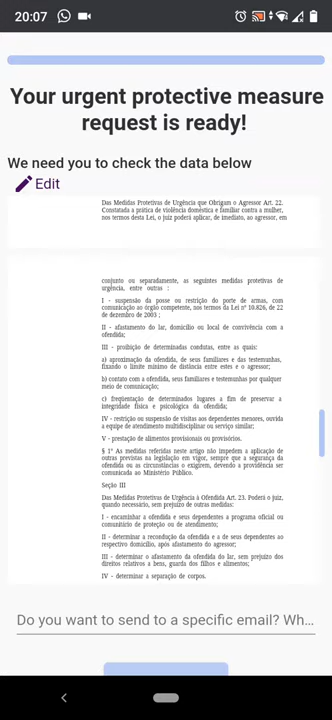 20:07
Your urgent protective measure
request is ready!
We need you to check the data below
Edit
Das Medidas Protetivas de Urgência que Obrigam o Agressor Art. 22.
Constatada a prática de violência doméstica e familiar contra a mulher,
nos termos desta Lei, o juiz poderá aplicar, de imediato, ao agressor, em
conjunto ou separadamente, as seguintes medidas protetivas de
urgência, entre outras :
I - suspensão da posse ou restrição do porte de armas, com
comunicação ao órgão competente, nos termos da Lei nº 10.826, de 22
de dezembro de 2003 ;
II - afastamento do lar, domicílio ou local de convivência com a
ofendida;
III - proibição de determinadas condutas, entre as quais:
a) aproximação da ofendida, de seus familiares e das testemunhas,
fixando o limite mínimo de distância entre estes e o agressor;
b) contato com a ofendida, seus familiares e testemunhas por qualquer
meio de comunicação;
c) freqüentação de determinados lugares a fim de preservar a
integridade física e psicológica da ofendida;
IV - restrição ou suspensão de visitas aos dependentes menores, ouvida
a equipe de atendimento multidisciplinar ou serviço similar;
V - prestação de alimentos provisionais ou provisórios.
§ 1º As medidas referidas neste artigo não impedem a aplicação de
outras previstas na legislação em vigor, sempre que a segurança da
ofendida ou as circunstâncias o exigirem, devendo a providência ser
comunicada ao Ministério Público.
Seção III
Das Medidas Protetivas de Urgência à Ofendida Art. 23. Poderá o juiz,
quando necessário, sem prejuízo de outras medidas:
I - encaminhar a ofendida e seus dependentes a programa oficial ou
comunitário de proteção ou de atendimento;
II - determinar a recondução da ofendida e a de seus dependentes ao
respectivo domicílio, após afastamento do agressor;
III - determinar o afastamento da ofendida do lar, sem prejuízo dos
direitos relativos a bens, guarda dos filhos e alimentos;
IV - determinar a separação de corpos.
Do you want to send to a specific email? Wh...